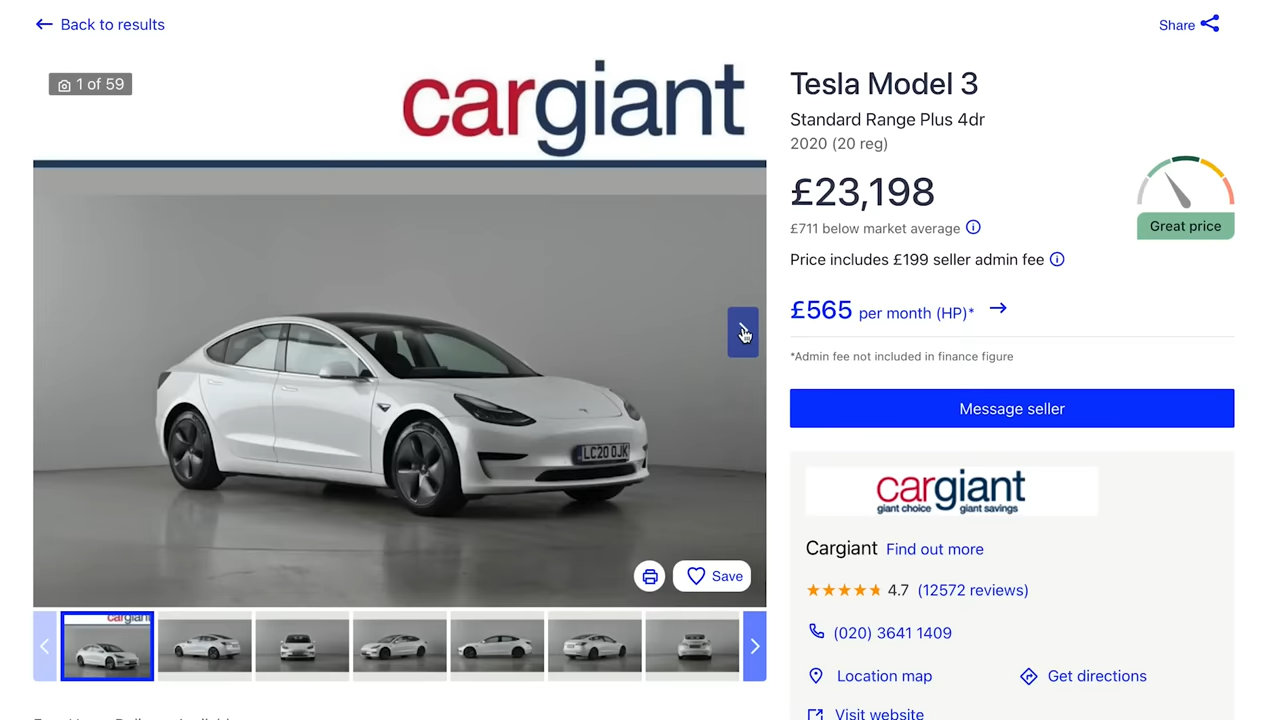 Back to results
Share
1 of 59
cargiant
LC20 OJK
Save
cargiant
Tesla Model 3
Standard Range Plus 4dr
2020 (20 reg)
£23,198
£711 below market average
Great price
Price includes £199 seller admin fee
£565 per month (HP)*
*Admin fee not included in finance figure
Message seller
cargiant
giant choice giant savings
Cargiant Find out more
4.7 (12572 reviews)
(020) 3641 1409
Location map
Get directions
Visit website